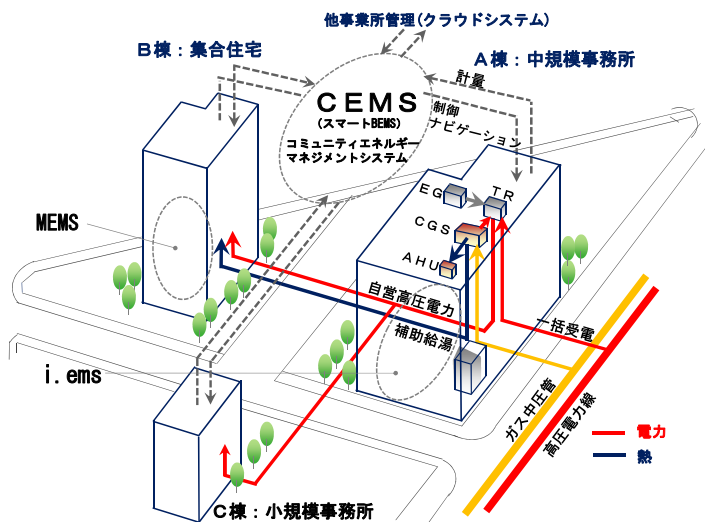 他事業所管理(クラウドシステム)
B棟：集合住宅
A棟：中規模事務所
計量
CEMS
(スマートBEMS)
コミュニティエネルギー
マネジメントシステム
制御
ナビゲーション
EG
TR
CGS
AHU
MEMS
自営高圧電力
補助給湯
一括受電
i.ems
ガス中圧管
高圧電力線
電力
熱
C棟：小規模事務所